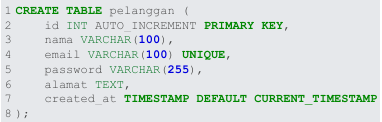 1 CREATE TABLE pelanggan (
2     id INT AUTO_INCREMENT PRIMARY KEY,
3     nama VARCHAR(100),
4     email VARCHAR(100) UNIQUE,
5     password VARCHAR(255),
6     alamat TEXT,
7     created_at TIMESTAMP DEFAULT CURRENT_TIMESTAMP
8 );